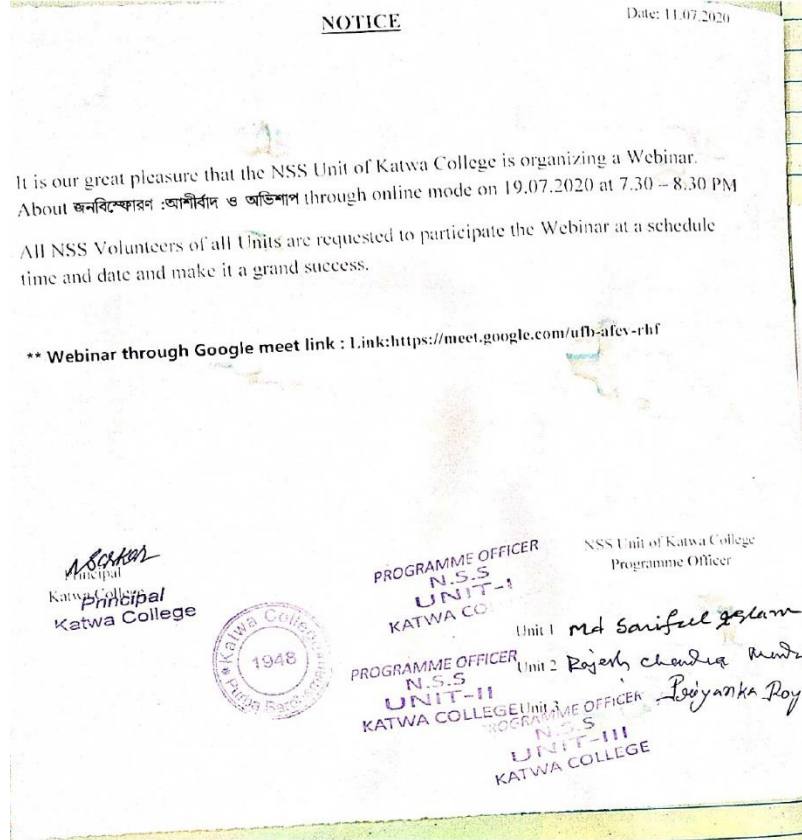 NOTICE
Date: 11.07.2020
It is our great pleasure that the NSS Unit of Katwa College is organizing a Webinar.
About জনবিস্ফোরণ :আশীর্বাদ ও অভিশাপ through online mode on 19.07.2020 at 7.30 – 8.30 PM
All NSS Volunteers of all Units are requested to participate the Webinar at a schedule
time and date and make it a grand success.
** Webinar through Google meet link : Link:https://meet.google.com/ufb-afcv-rhf
NSarkar
Principal
Katwa College
Principal
Katwa College
Katwa College
1948
Purba Bardhaman
PROGRAMME OFFICER
N.S.S
UNIT-I
KATWA CO
NSS Unit of Katwa College
Programme Officer
Unit 1 Md Sariful Islam
PROGRAMME OFFICER
N.S.S
UNIT-II
KATWA COLLEGE
Unit 2 Rajesh Chandra
Unit 3 Priyanka Roy
PROGRAMME OFFICER
N.S.S
UNIT-III
KATWA COLLEGE